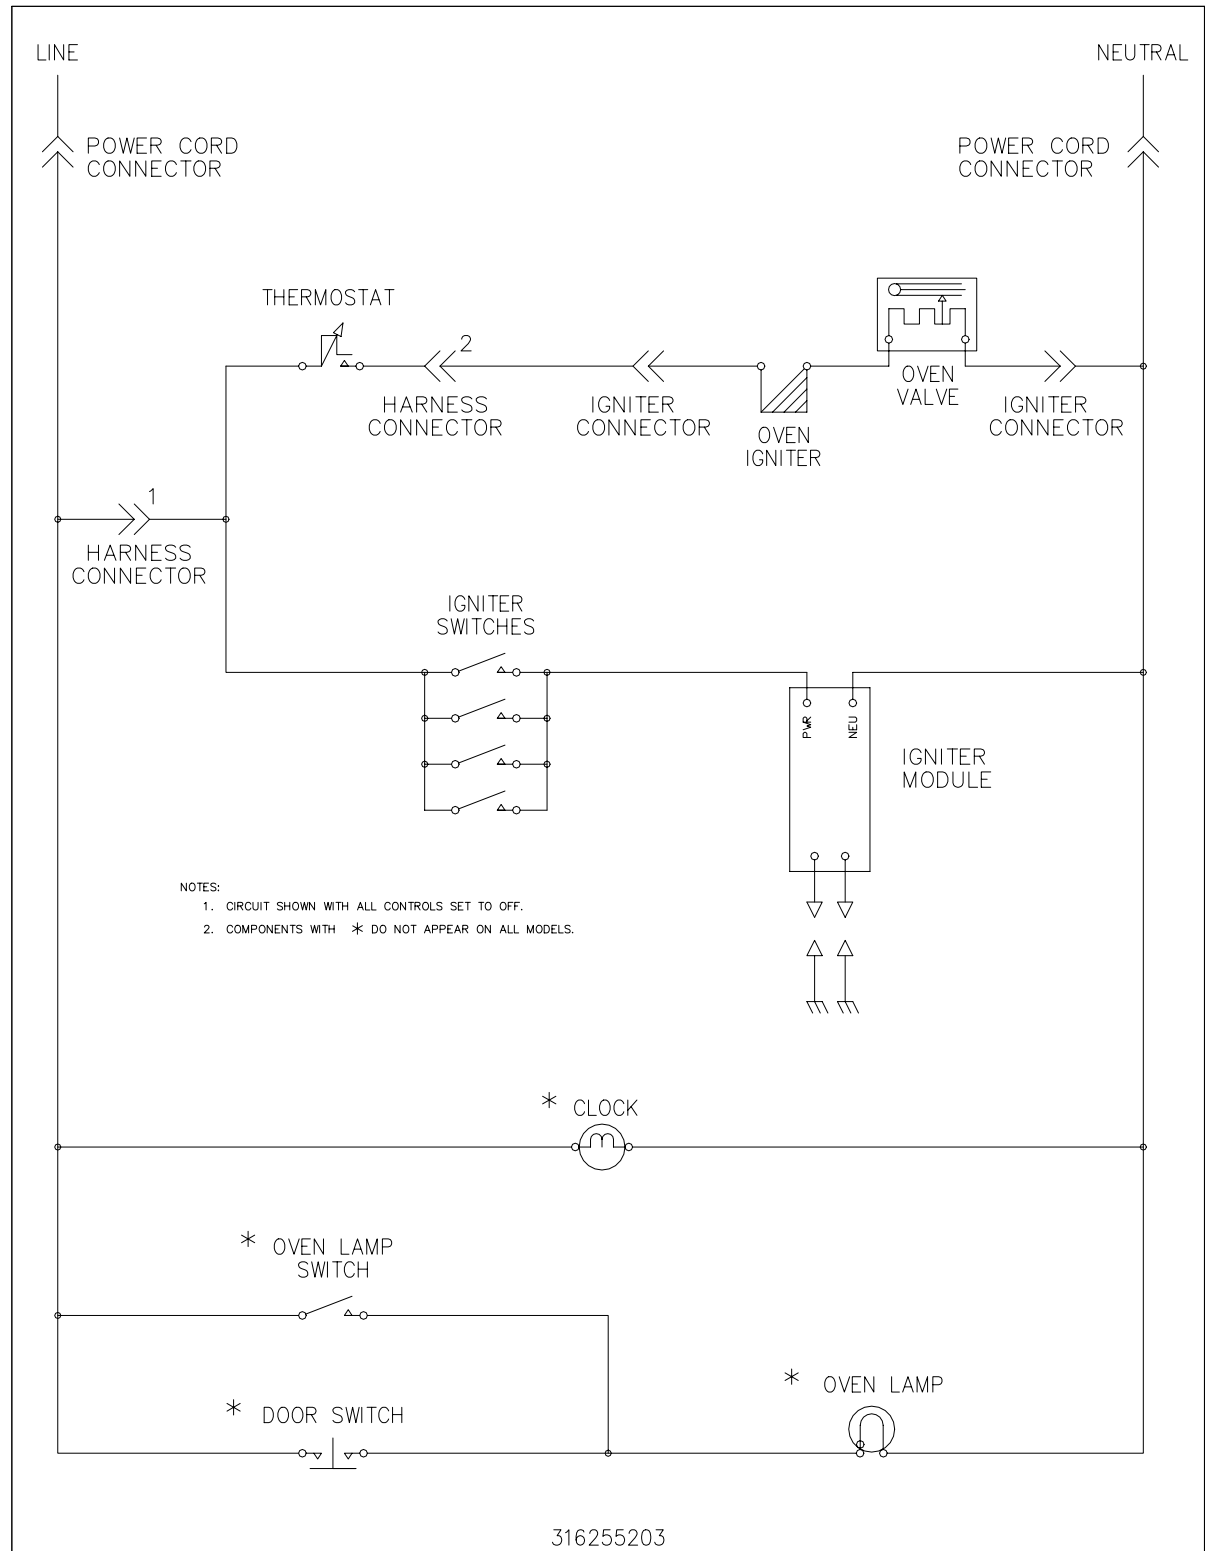 LINE
NEUTRAL
POWER CORD
CONNECTOR
POWER CORD
CONNECTOR
THERMOSTAT
2
HARNESS
CONNECTOR
IGNITER
CONNECTOR
OVEN
IGNITER
OVEN
VALVE
IGNITER
CONNECTOR
1
HARNESS
CONNECTOR
IGNITER
SWITCHES
PWR
NEU
IGNITER
MODULE
NOTES:
1. CIRCUIT SHOWN WITH ALL CONTROLS SET TO OFF.
2. COMPONENTS WITH * DO NOT APPEAR ON ALL MODELS.
* CLOCK
* OVEN LAMP
SWITCH
* OVEN LAMP
* DOOR SWITCH
316255203